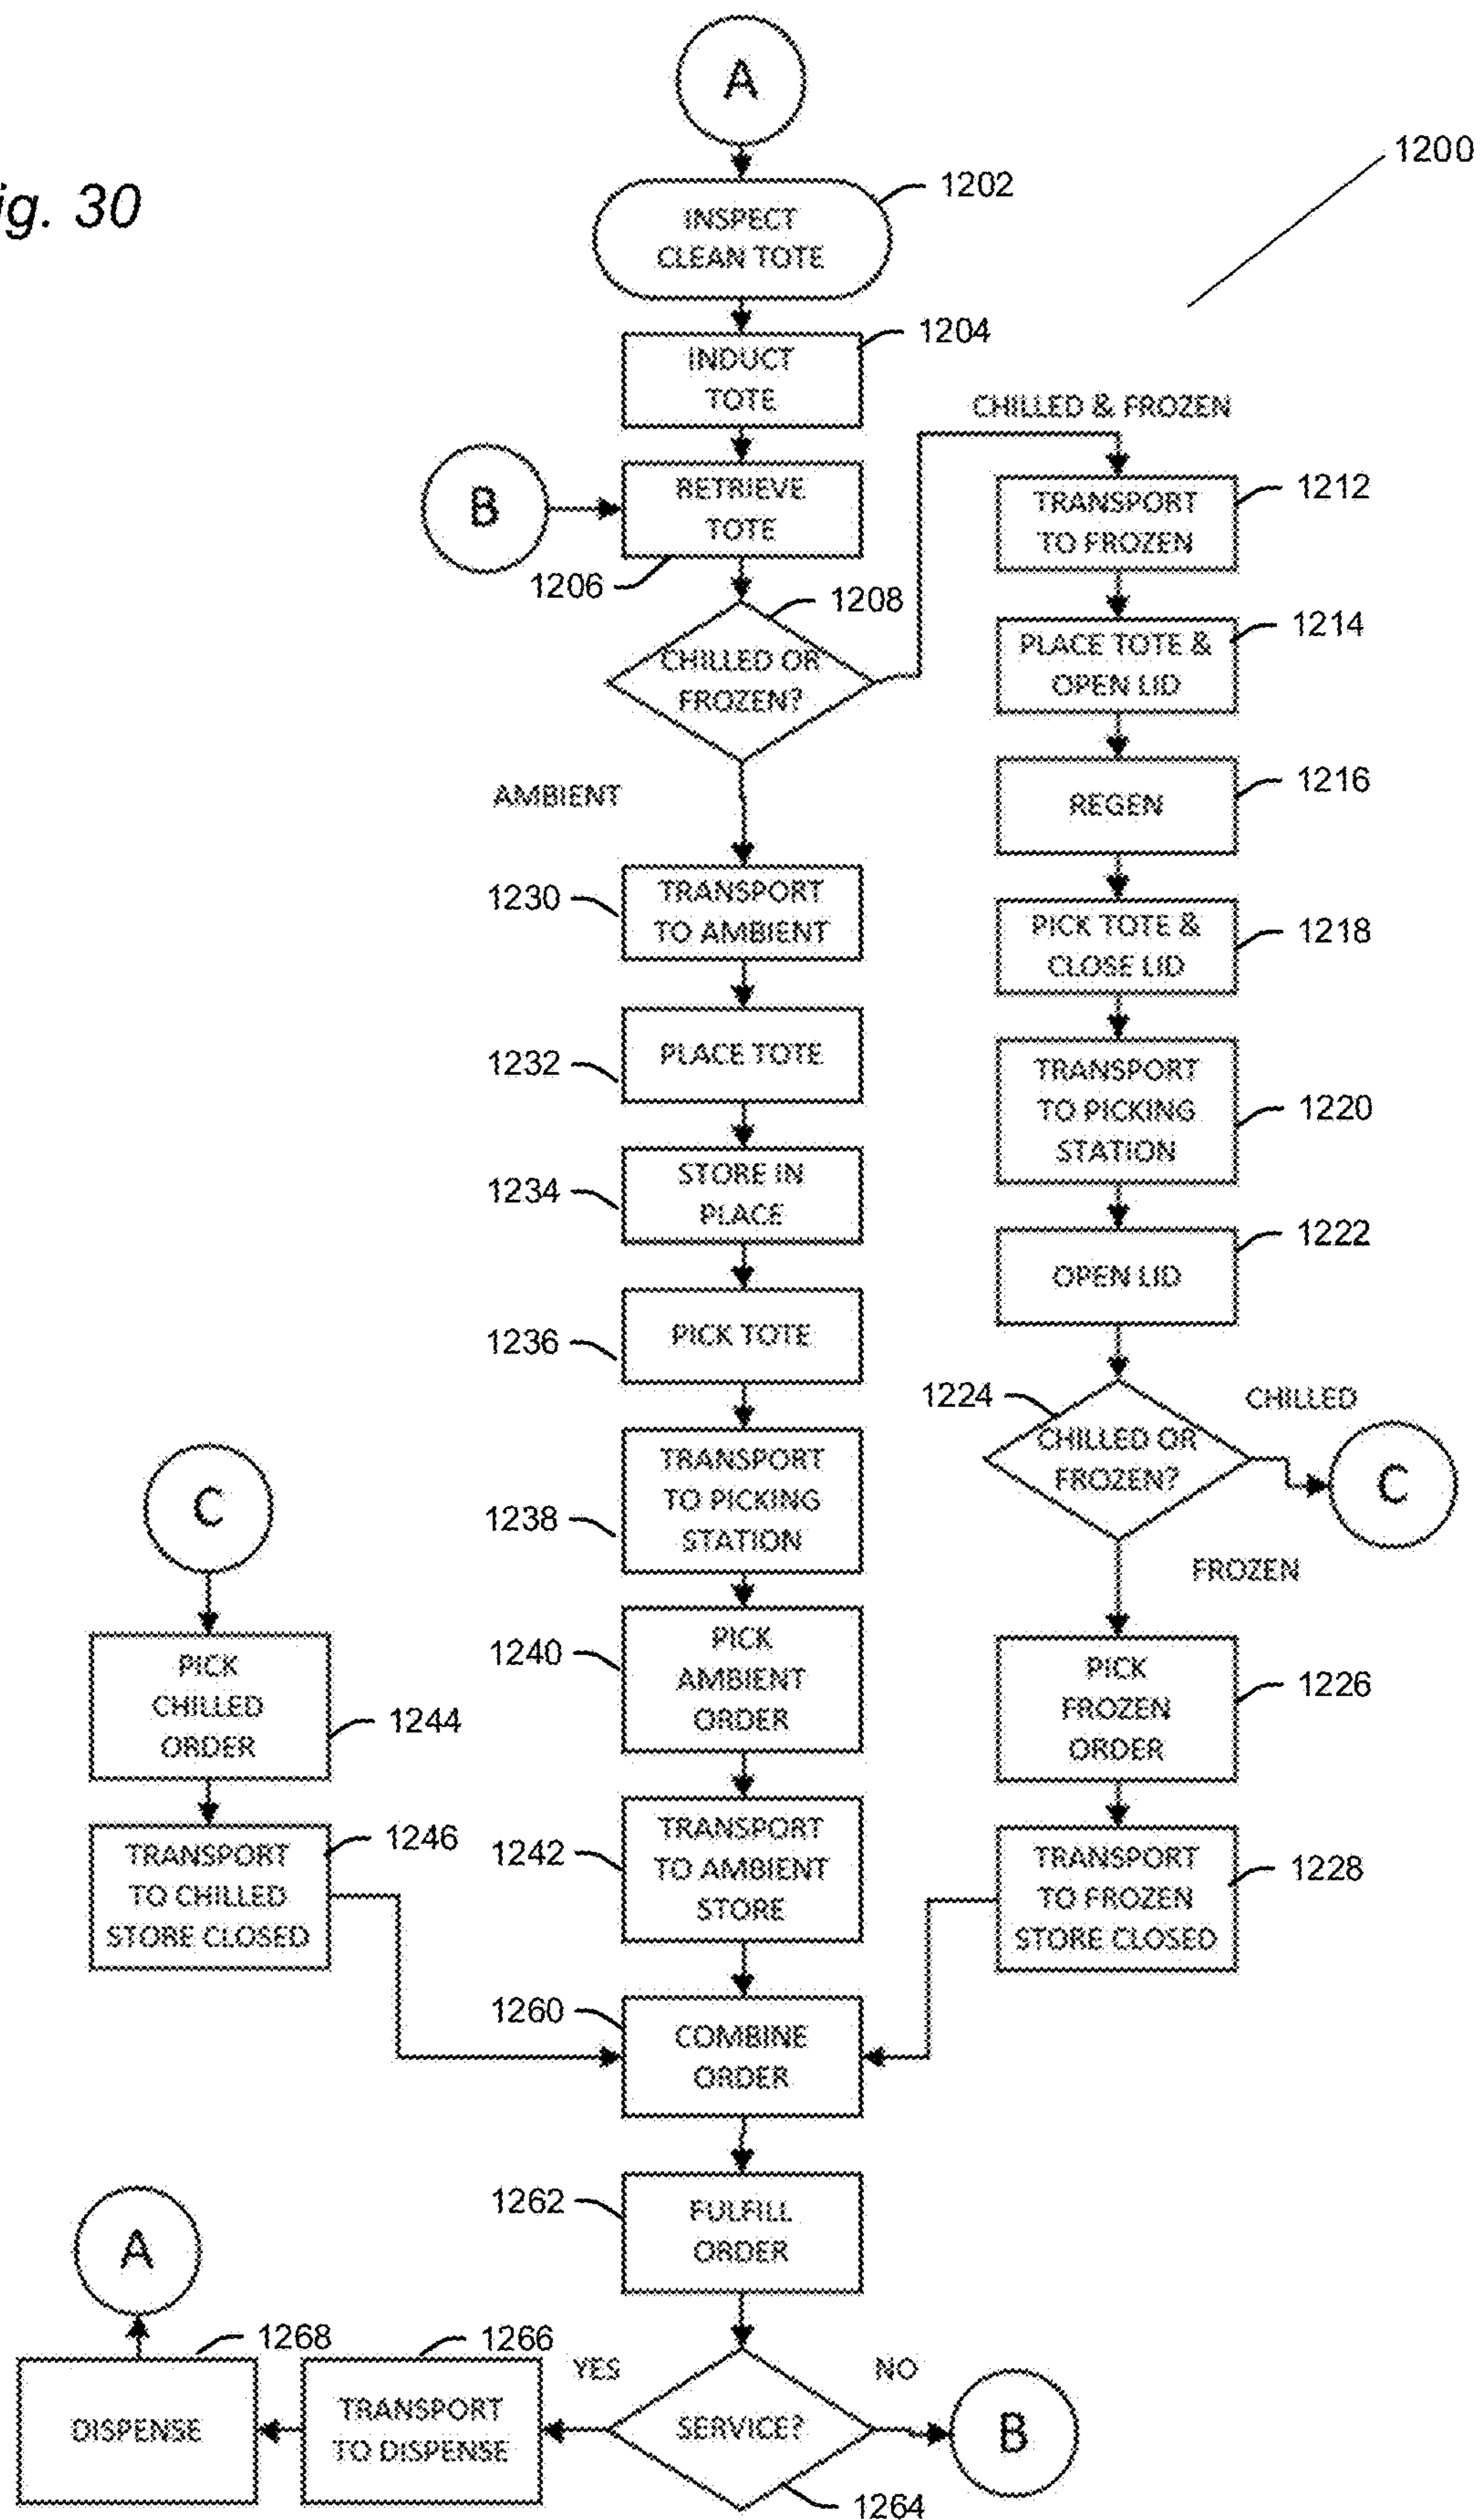 A
1200
ig. 30
1202
INSPECT
CLEAN TOTE
1204
INDUCT
TOTE
CHILLED & FROZEN
B
RETRIEVE
TOTE
1206
1208
CHILLED OR
FROZEN?
1212
TRANSPORT
TO FROZEN
1214
PLACE TOTE &
OPEN LID
1216
REGEN
1218
PICK TOTE &
CLOSE LID
1220
TRANSPORT
TO PICKING
STATION
1222
OPEN LID
1224
CHILLED OR
FROZEN?
CHILLED
C
FROZEN
1226
PICK
FROZEN
ORDER
1228
TRANSPORT
TO FROZEN
STORE CLOSED
AMBIENT
1230
TRANSPORT
TO AMBIENT
1232
PLACE TOTE
1234
STORE IN
PLACE
1236
PICK TOTE
1238
TRANSPORT
TO PICKING
STATION
1240
PICK
AMBIENT
ORDER
1242
TRANSPORT
TO AMBIENT
STORE
C
PICK
CHILLED
ORDER
1244
1246
TRANSPORT
TO CHILLED
STORE CLOSED
1260
COMBINE
ORDER
1262
FULFILL
ORDER
A
1268
DISPENSE
1266
TRANSPORT
TO DISPENSE
YES
SERVICE?
NO
B
1264